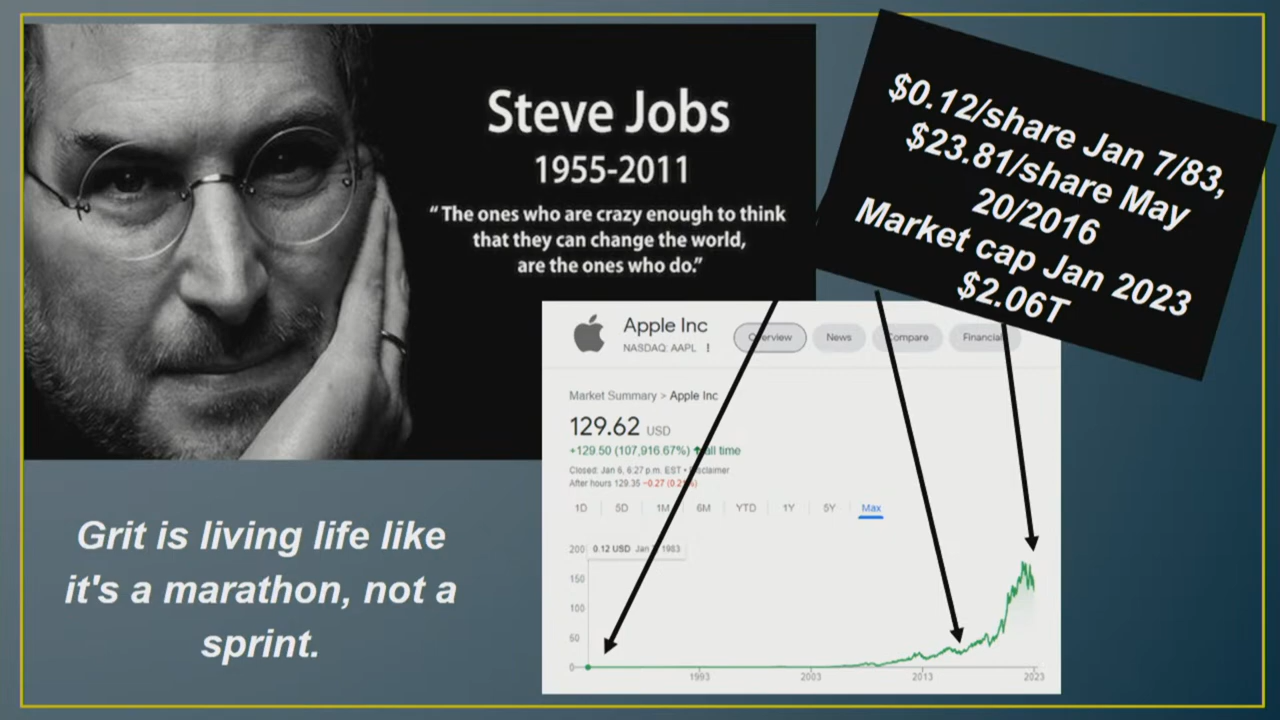 Steve Jobs
1955-2011
“The ones who are crazy enough to think
that they can change the world,
are the ones who do.”
$0.12/share Jan 7/83,
$23.81/share May
20/2016
Market cap Jan 2023
$2.06T
Apple Inc
NASDAQ: AAPL
Overview
News
Compare
Financial
Market Summary > Apple Inc
129.62 USD
+129.50 (107,916.67%) all time
Closed: Jan 6, 6:27 p.m. EST • Disclaimer
After hours 129.35 −0.27 (0.21%)
1D 5D 1M 6M YTD 1Y 5Y Max
200
0.12 USD Jan 1983
150
100
50
0
1993 2003 2013 2023
Grit is living life like
it's a marathon, not a
sprint.